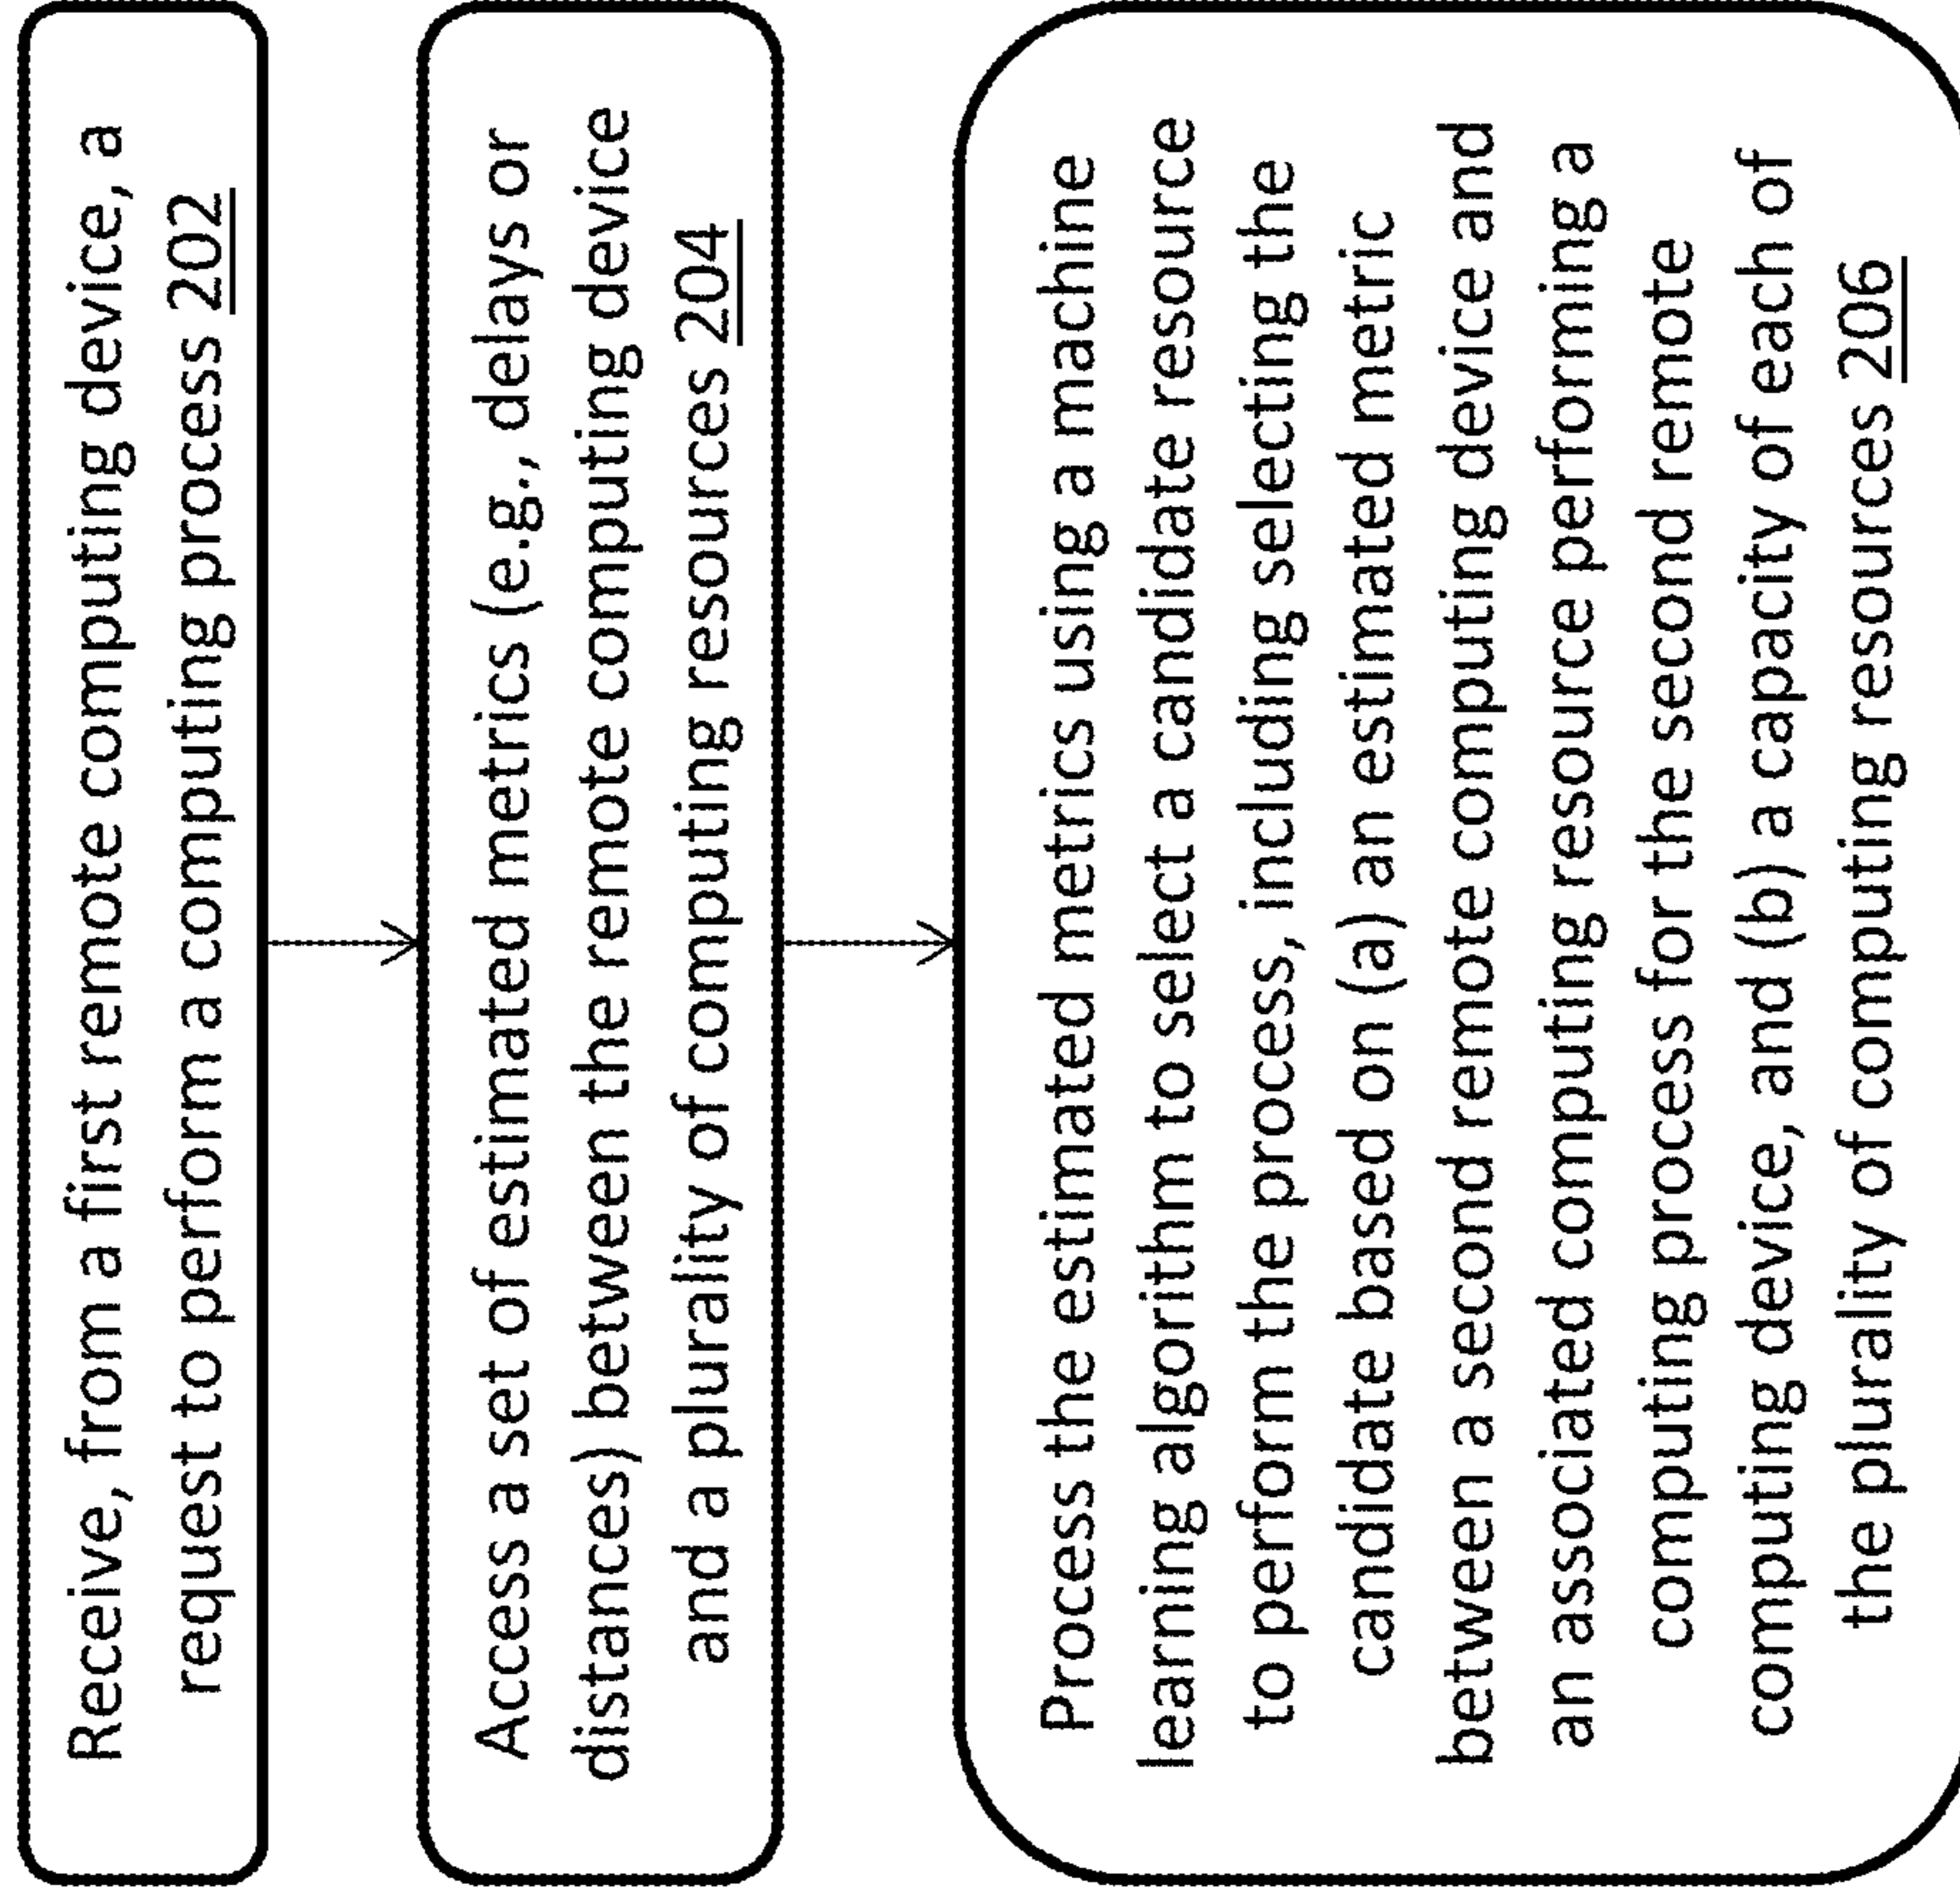 Receive, from a first remote computing device, a
request to perform a computing process 202
Access a set of estimated metrics (e.g., delays or
distances) between the remote computing device
and a plurality of computing resources 204
Process the estimated metrics using a machine
learning algorithm to select a candidate resource
to perform the process, including selecting the
candidate based on (a) an estimated metric
between a second remote computing device and
an associated computing resource performing a
computing process for the second remote
computing device, and (b) a capacity of each of
the plurality of computing resources 206